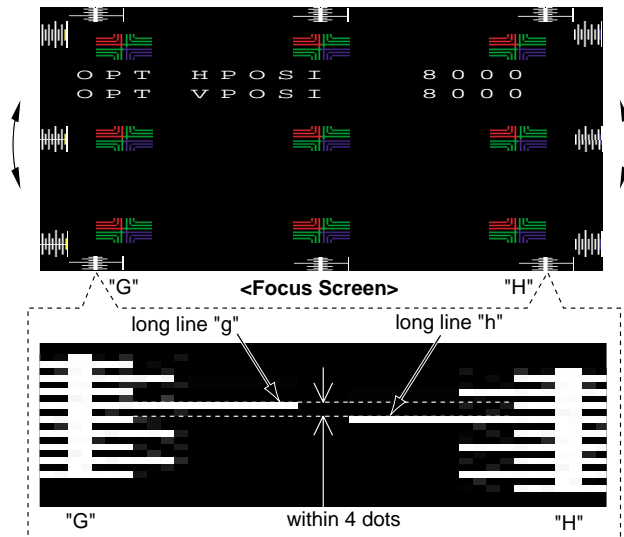 OPT HPOSI 8000
OPT VPOSI 8000
"G" <Focus Screen> "H"
long line "g" long line "h"
"G" within 4 dots "H"